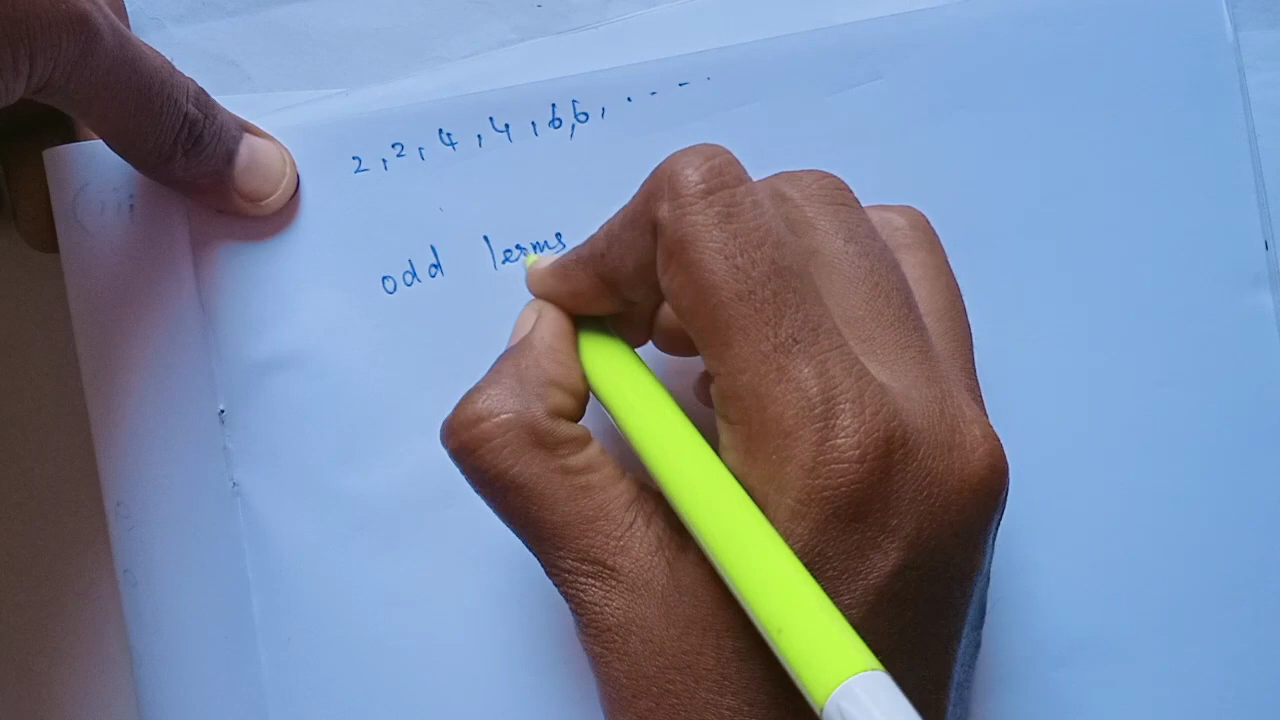 2, 2, 4, 4, 6, 6, . - - - .
odd terms